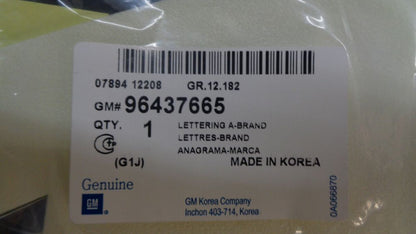 07894 12208 GR.12.182
GM# 96437665
QTY. 1 LETTERING A-BRAND
LETTRES-BRAND
ANAGRAMA-MARCA
(G1J) MADE IN KOREA
Genuine
GM
GM Korea Company
Inchon 403-714, Korea
0A066670